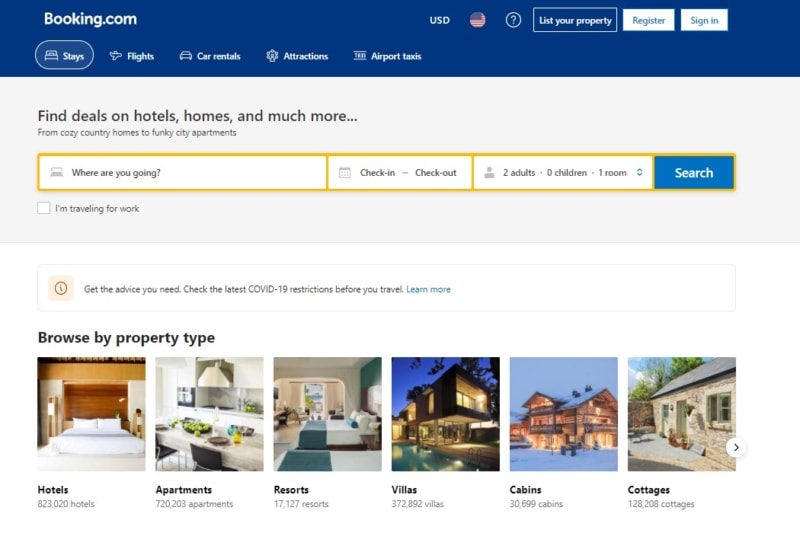 Booking.com
USD
List your property
Register
Sign in
Stays
Flights
Car rentals
Attractions
TAXI
Airport taxis
Find deals on hotels, homes, and much more...
From cozy country homes to funky city apartments
Where are you going?
Check-in — Check-out
2 adults · 0 children · 1 room
Search
I'm traveling for work
Get the advice you need. Check the latest COVID-19 restrictions before you travel. Learn more
Browse by property type
Hotels
823,020 hotels
Apartments
720,203 apartments
Resorts
17,127 resorts
Villas
372,892 villas
Cabins
30,699 cabins
Cottages
128,208 cottages